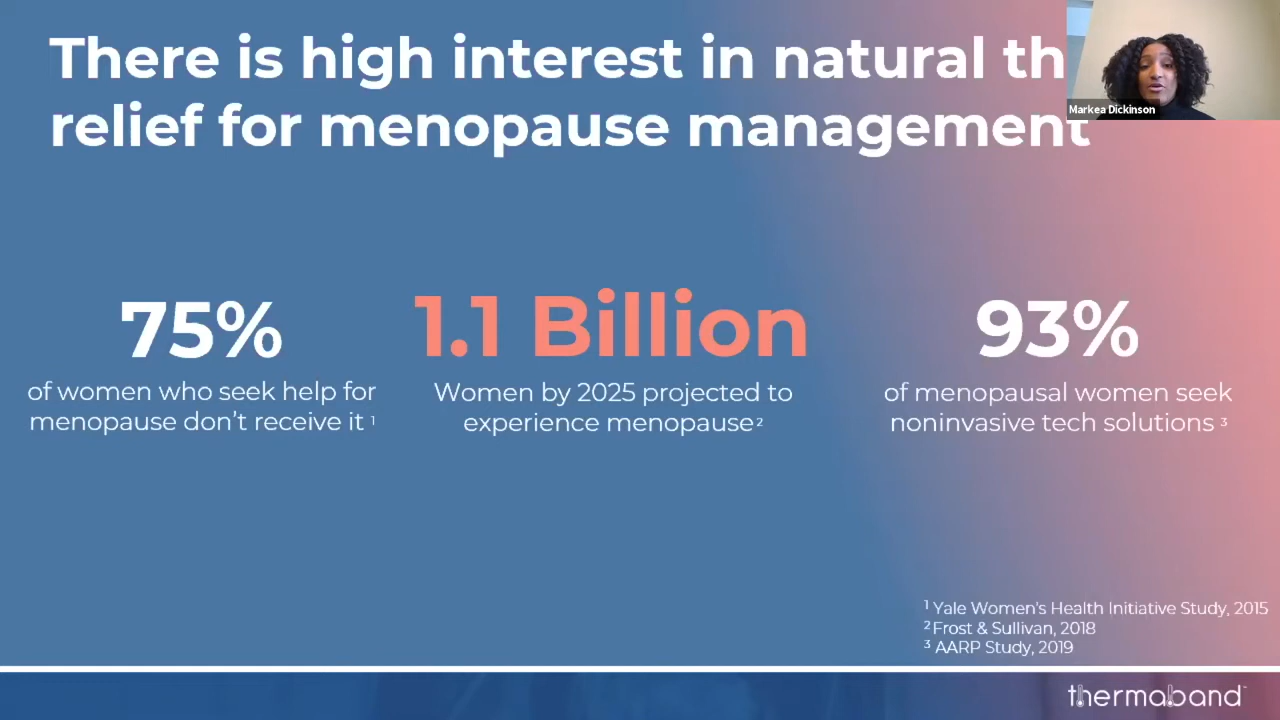 There is high interest in natural th
relief for menopause management
Markea Dickinson
75%
of women who seek help for
menopause don't receive it 1
1.1 Billion
Women by 2025 projected to
experience menopause 2
93%
of menopausal women seek
noninvasive tech solutions 3
1 Yale Women's Health Initiative Study, 2015
2 Frost & Sullivan, 2018
3 AARP Study, 2019
thermaband